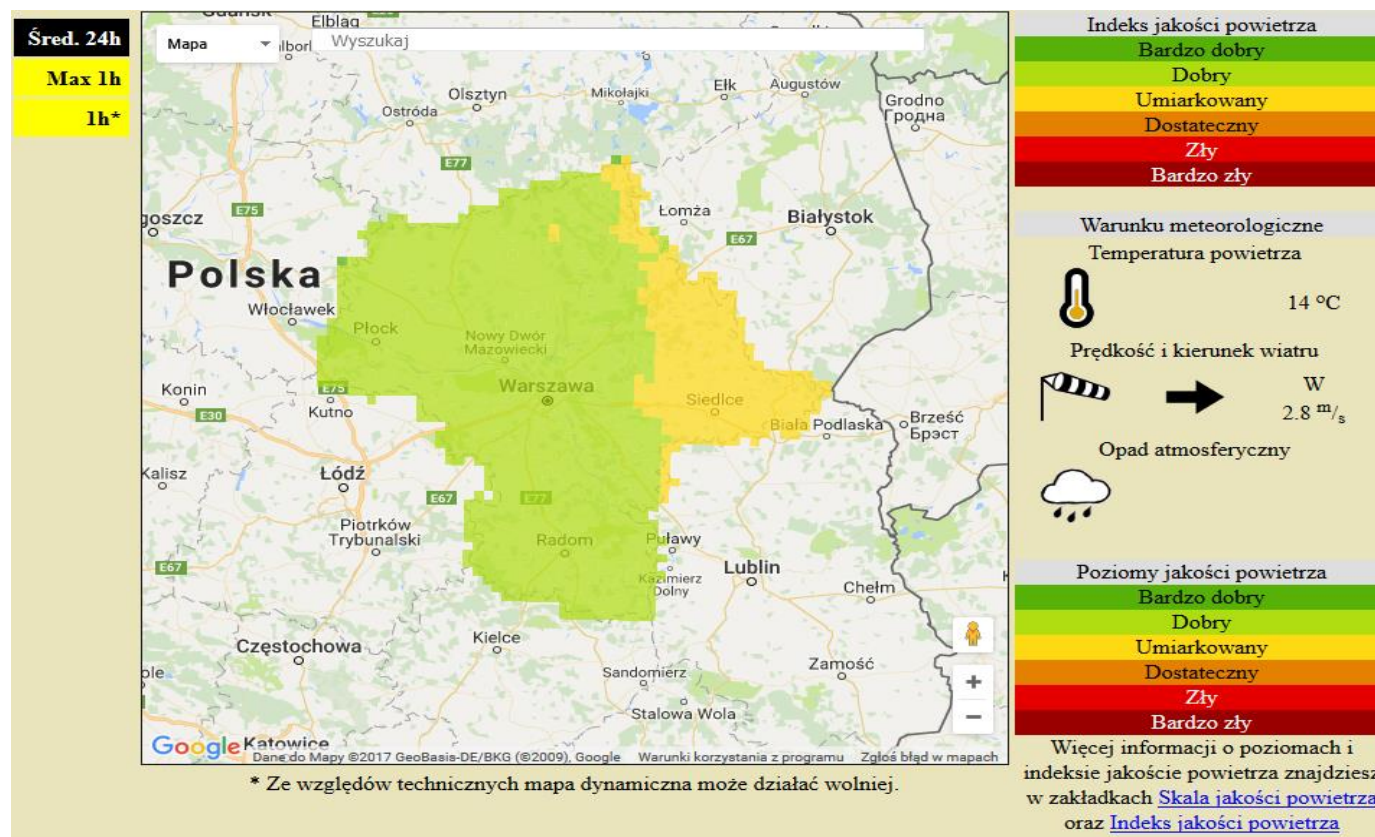 Śred. 24h
Max 1h
1h*
Mapa
Wyszukaj
Elbląg
Olsztyn
Mikołajki
Ełk
Augustów
Ostróda
Grodno
Гродна
E77
goszcz
E75
Łomża
Białystok
E67
Polska
Włocławek
Płock
Nowy Dwór
Mazowiecki
Konin
E75
Warszawa
Siedlce
E30
Kutno
Biała Podlaska
Brześć
Брэст
Kalisz
Łódź
E67
E77
Piotrków
Trybunalski
Radom
Puławy
E67
Kazimierz
Dolny
Lublin
Chełm
Częstochowa
Kielce
Sandomierz
Zamość
ole
Stalowa Wola
+
−
Google
Katowice
Dane do Mapy ©2017 GeoBasis-DE/BKG (©2009), Google
Warunki korzystania z programu
Zgłoś błąd w mapach
* Ze względów technicznych mapa dynamiczna może działać wolniej.
Indeks jakości powietrza
Bardzo dobry
Dobry
Umiarkowany
Dostateczny
Zły
Bardzo zły
Warunku meteorologiczne
Temperatura powietrza
14 °C
Prędkość i kierunek wiatru
W
2.8 m/s
Opad atmosferyczny
Poziomy jakości powietrza
Bardzo dobry
Dobry
Umiarkowany
Dostateczny
Zły
Bardzo zły
Więcej informacji o poziomach i
indeksie jakoście powietrza znajdziesz
w zakładkach Skala jakości powietrza
oraz Indeks jakości powietrza